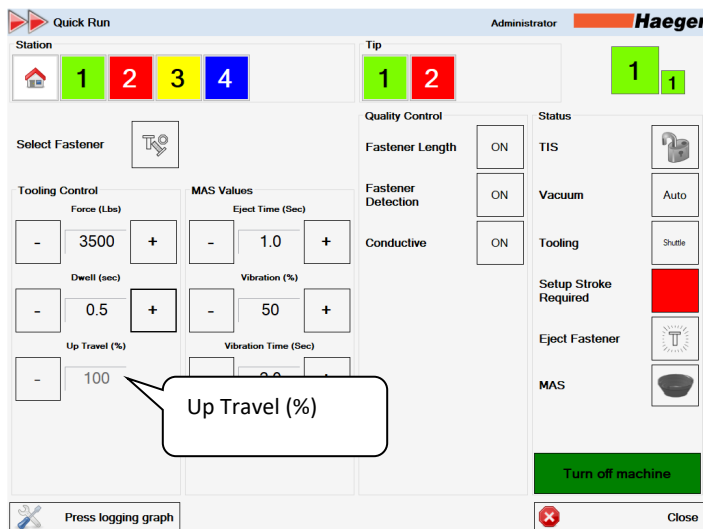 Quick Run
Administrator
Haeger
Station
1 2 3 4
Tip
1 2
1 1
Select Fastener
Tooling Control
Force (Lbs)
- 3500 +
Dwell (sec)
- 0.5 +
Up Travel (%)
- 100
MAS Values
Eject Time (Sec)
- 1.0 +
Vibration (%)
- 50 +
Vibration Time (Sec)
Up Travel (%)
Quality Control
Fastener Length ON
Fastener
Detection ON
Conductive ON
Status
TIS
Vacuum Auto
Tooling Shuttle
Setup Stroke
Required
Eject Fastener T
MAS
Turn off machine
Press logging graph
Close